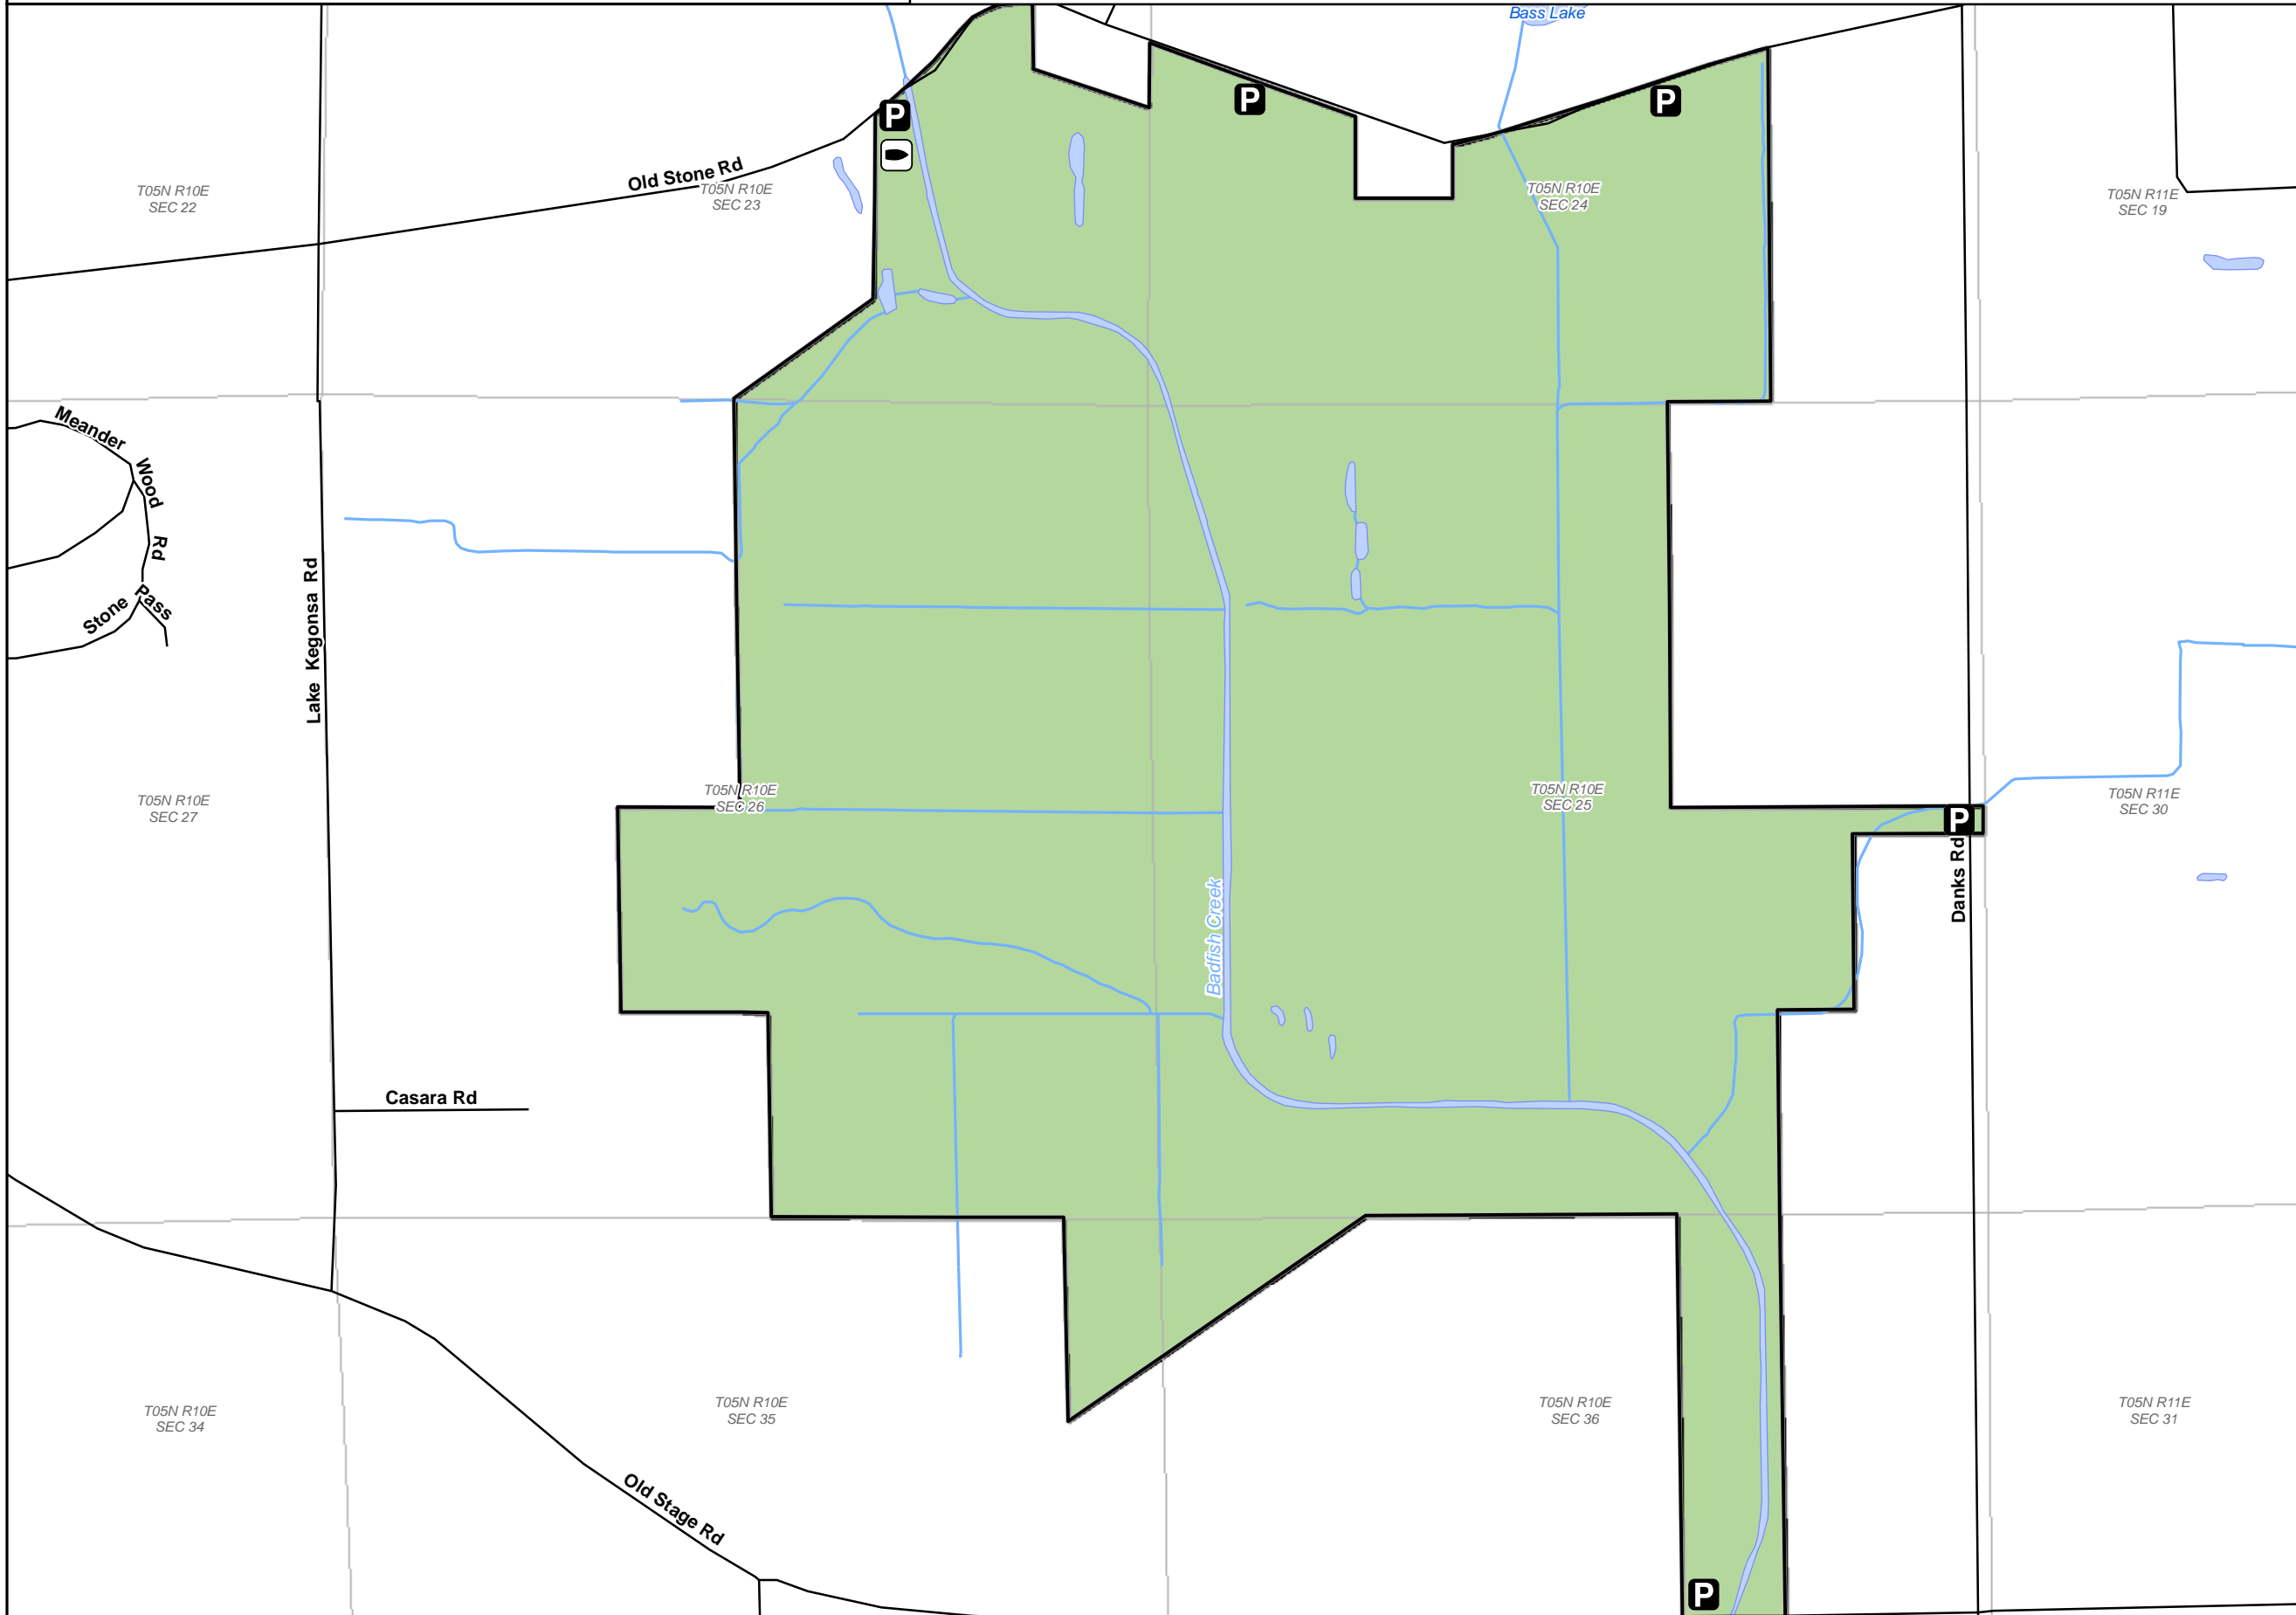 Bass Lake
P
P
P
Old Stone Rd
T05N R10E
SEC 22
T05N R10E
SEC 23
T05N R10E
SEC 24
T05N R11E
SEC 19
Meander Wood Rd
Stone Pass
Lake Kegonsa Rd
T05N R10E
SEC 27
T05N R10E
SEC 26
T05N R10E
SEC 25
T05N R11E
SEC 30
P
Danks Rd
Badfish Creek
Casara Rd
T05N R10E
SEC 34
T05N R10E
SEC 35
T05N R10E
SEC 36
T05N R11E
SEC 31
Old Stage Rd
P